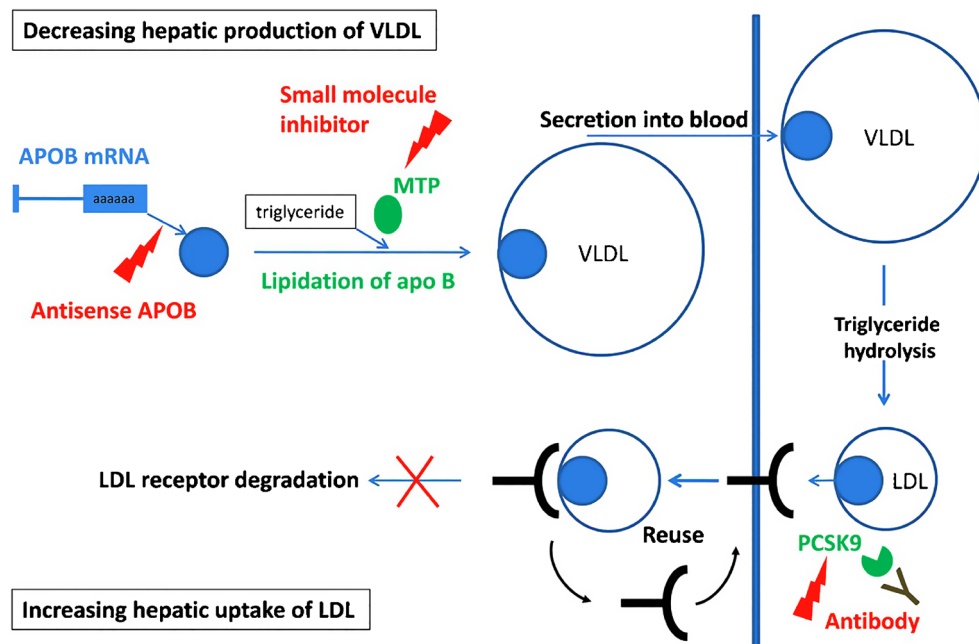 Decreasing hepatic production of VLDL
Small molecule
inhibitor
APOB mRNA
aaaaaa
MTP
triglyceride
Lipidation of apo B
Antisense APOB
VLDL
Secretion into blood
VLDL
Triglyceride
hydrolysis
LDL receptor degradation
LDL
Reuse
PCSK9
Antibody
Increasing hepatic uptake of LDL